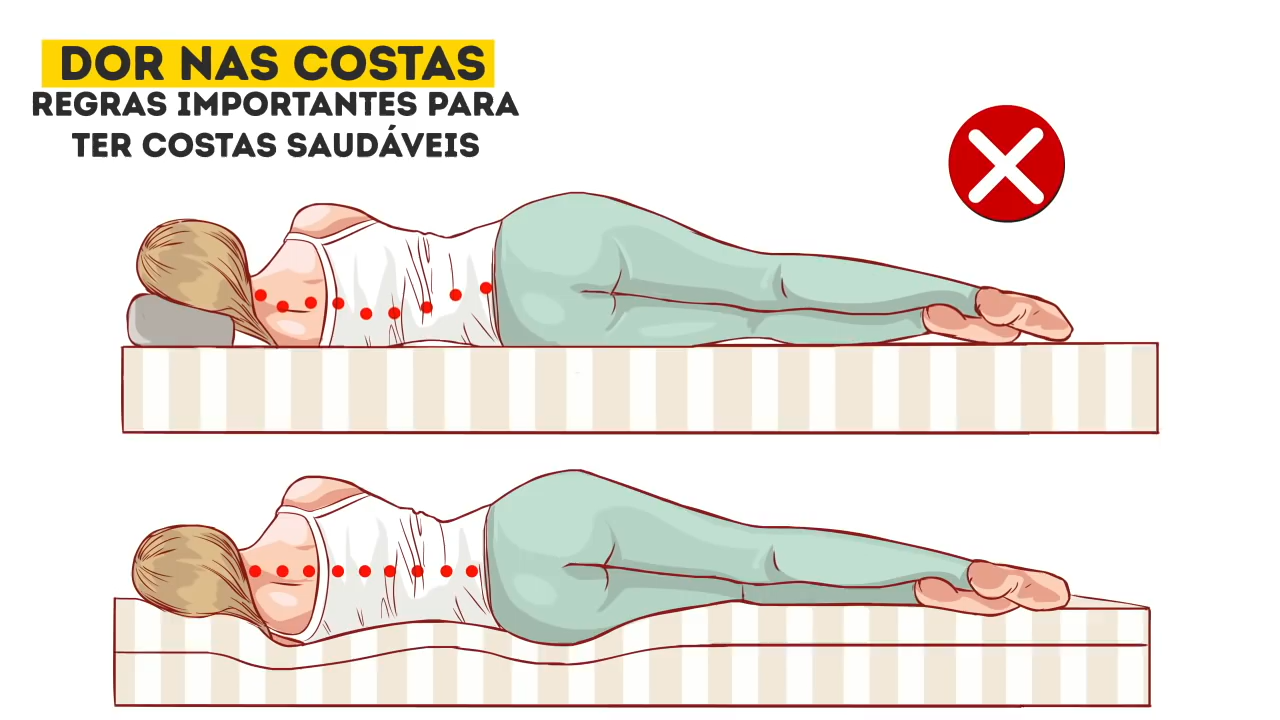 DOR NAS COSTAS
REGRAS IMPORTANTES PARA
TER COSTAS SAUDÁVEIS